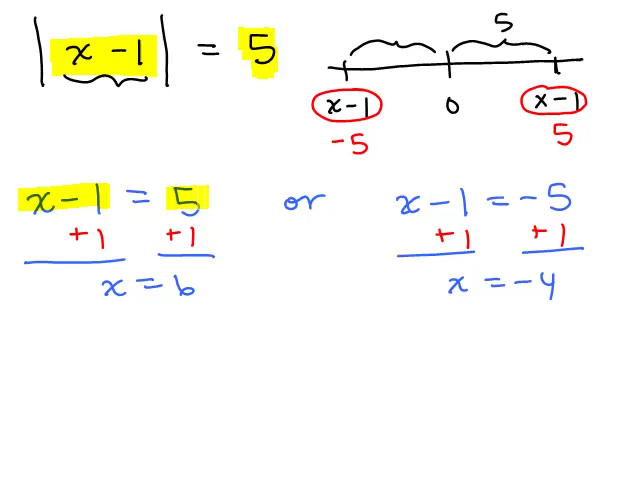 |x - 1| = 5
5
x - 1 0 x - 1
-5 5
x - 1 = 5 or x - 1 = -5
+1 +1 +1 +1
x = 6 x = -4